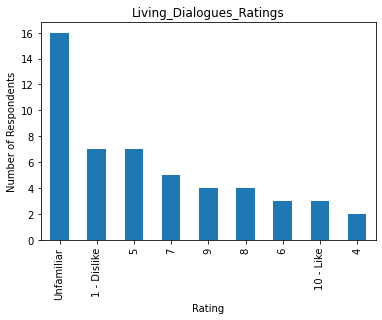 Living_Dialogues_Ratings
Number of Respondents
16
14
12
10
8
6
4
2
0
Unfamiliar
1 - Dislike
5
7
9
8
6
10 - Like
4
Rating